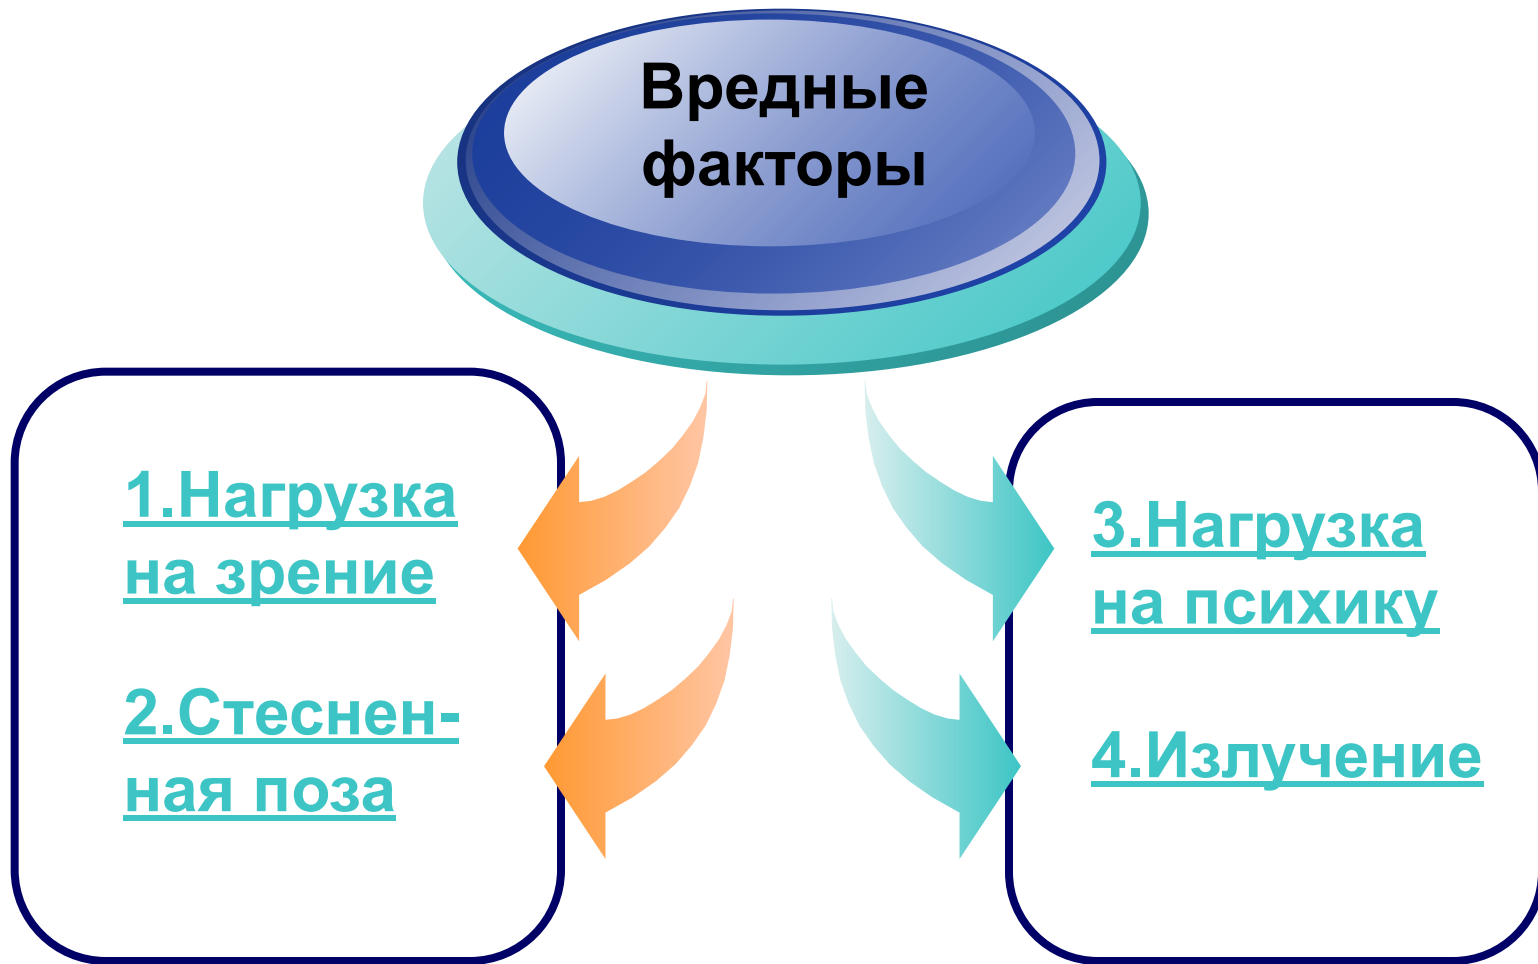 Вредные
факторы
1.Нагрузка
на зрение
2.Стеснен-
ная поза
3.Нагрузка
на психику
4.Излучение